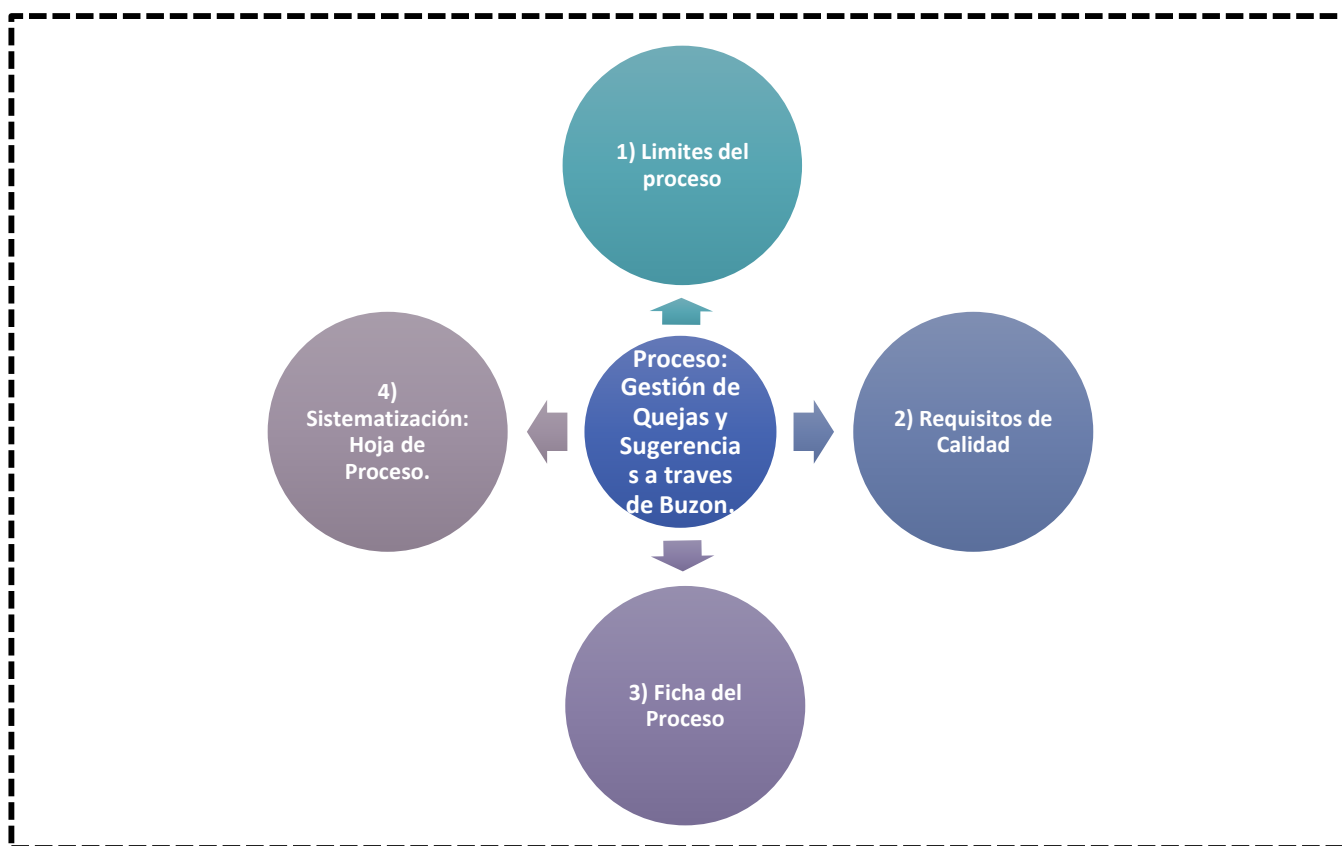 1) Limites del
proceso
Proceso:
Gestión de
Quejas y
Sugerencia
s a traves
de Buzon.
2) Requisitos de
Calidad
3) Ficha del
Proceso
4)
Sistematización:
Hoja de
Proceso.